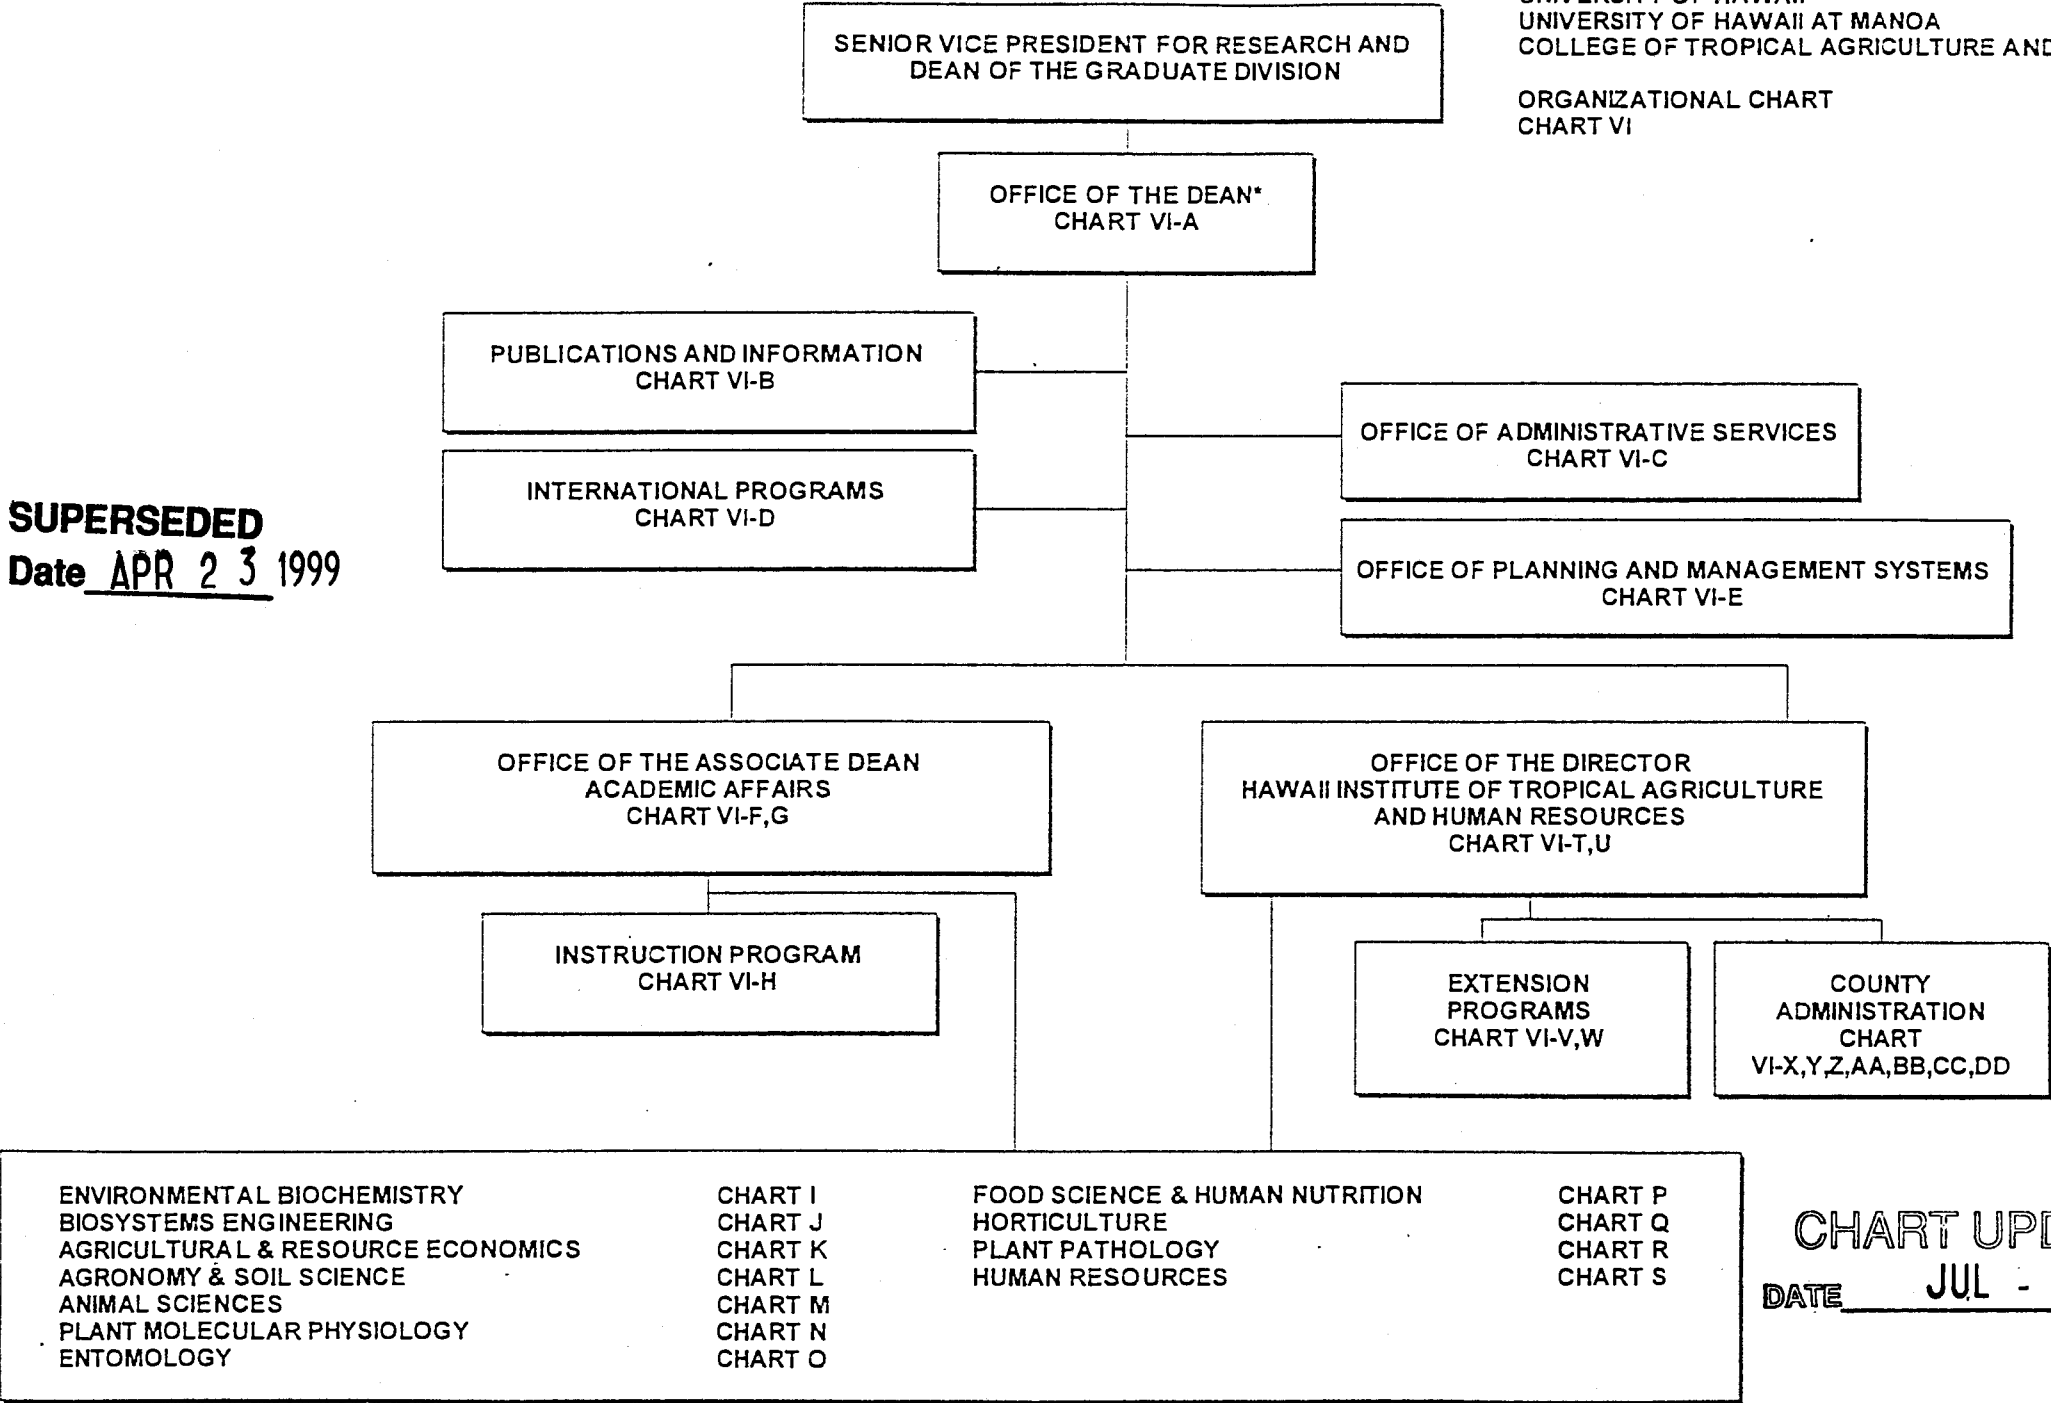 UNIVERSITY OF HAWAII
UNIVERSITY OF HAWAII AT MANOA
COLLEGE OF TROPICAL AGRICULTURE AND
ORGANIZATIONAL CHART
CHART VI
SENIOR VICE PRESIDENT FOR RESEARCH AND
DEAN OF THE GRADUATE DIVISION
OFFICE OF THE DEAN*
CHART VI-A
PUBLICATIONS AND INFORMATION
CHART VI-B
OFFICE OF ADMINISTRATIVE SERVICES
CHART VI-C
INTERNATIONAL PROGRAMS
CHART VI-D
OFFICE OF PLANNING AND MANAGEMENT SYSTEMS
CHART VI-E
SUPERSEDED
Date APR 2 3 1999
OFFICE OF THE ASSOCIATE DEAN
ACADEMIC AFFAIRS
CHART VI-F,G
OFFICE OF THE DIRECTOR
HAWAII INSTITUTE OF TROPICAL AGRICULTURE
AND HUMAN RESOURCES
CHART VI-T,U
INSTRUCTION PROGRAM
CHART VI-H
EXTENSION
PROGRAMS
CHART VI-V,W
COUNTY
ADMINISTRATION
CHART
VI-X,Y,Z,AA,BB,CC,DD
ENVIRONMENTAL BIOCHEMISTRY CHART I
BIOSYSTEMS ENGINEERING CHART J
AGRICULTURAL & RESOURCE ECONOMICS CHART K
AGRONOMY & SOIL SCIENCE CHART L
ANIMAL SCIENCES CHART M
PLANT MOLECULAR PHYSIOLOGY CHART N
ENTOMOLOGY CHART O
FOOD SCIENCE & HUMAN NUTRITION CHART P
HORTICULTURE CHART Q
PLANT PATHOLOGY CHART R
HUMAN RESOURCES CHART S
CHART UPD
DATE JUL -